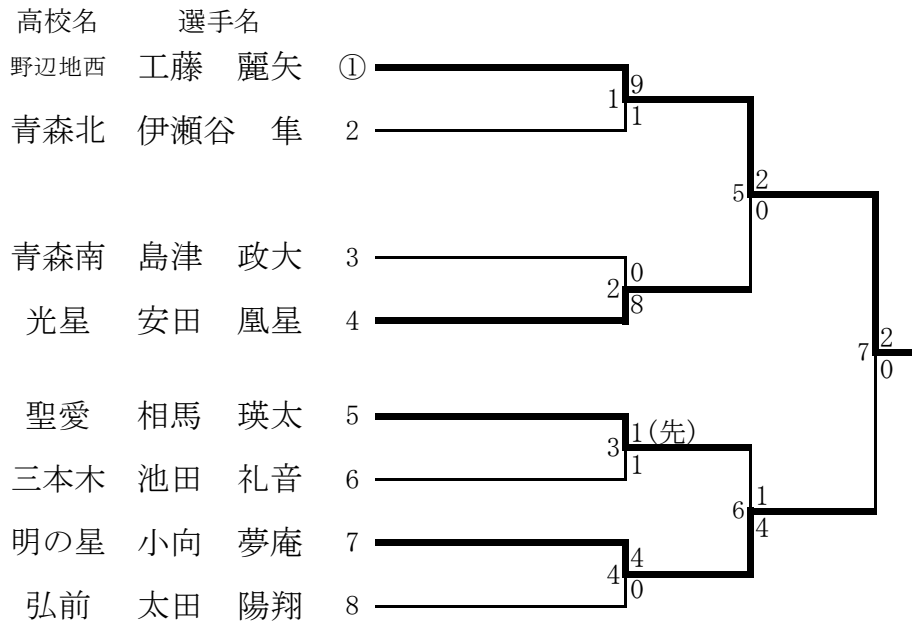 高校名 選手名
野辺地西 工藤 麗矢 ①
9
1
1
青森北 伊瀬谷 隼 2
5
2
0
青森南 島津 政大 3
0
2
8
光星 安田 凰星 4
7
2
0
聖愛 相馬 瑛太 5
1(先)
3
1
三本木 池田 礼音 6
1
6
4
明の星 小向 夢庵 7
4
4
0
弘前 太田 陽翔 8